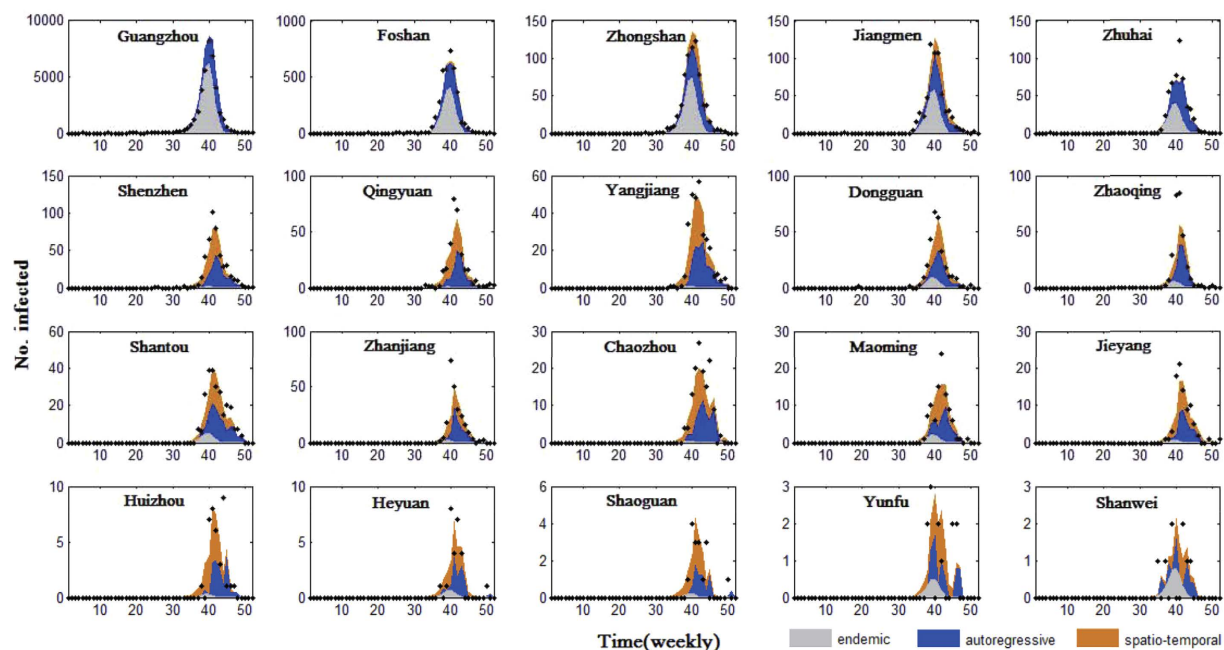 Guangzhou
10000
5000
0
10 20 30 40 50
Foshan
1000
500
0
10 20 30 40 50
Zhongshan
150
100
50
0
10 20 30 40 50
Jiangmen
150
100
50
0
10 20 30 40 50
Zhuhai
150
100
50
0
10 20 30 40 50
Shenzhen
150
100
50
0
10 20 30 40 50
Qingyuan
100
50
0
10 20 30 40 50
Yangjiang
60
40
20
0
10 20 30 40 50
Dongguan
100
50
0
10 20 30 40 50
Zhaoqing
100
50
0
10 20 30 40 50
No. infected
Shantou
60
40
20
0
10 20 30 40 50
Zhanjiang
100
50
0
10 20 30 40 50
Chaozhou
30
20
10
0
10 20 30 40 50
Maoming
30
20
10
0
10 20 30 40 50
Jieyang
30
20
10
0
10 20 30 40 50
Huizhou
10
5
0
10 20 30 40 50
Heyuan
10
5
0
10 20 30 40 50
Shaoguan
6
4
2
0
10 20 30 40 50
Yunfu
3
2
1
0
10 20 30 40 50
Shanwei
3
2
1
0
10 20 30 40 50
Time(weekly)
endemic autoregressive spatio-temporal